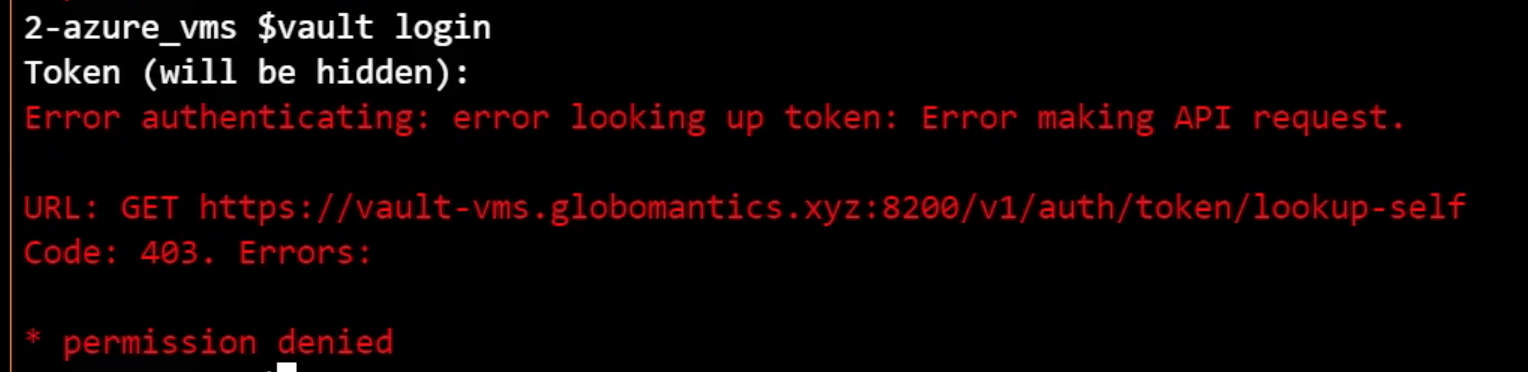 2-azure_vms $vault login
Token (will be hidden):
Error authenticating: error looking up token: Error making API request.
URL: GET https://vault-vms.globomantics.xyz:8200/v1/auth/token/lookup-self
Code: 403. Errors:
* permission denied